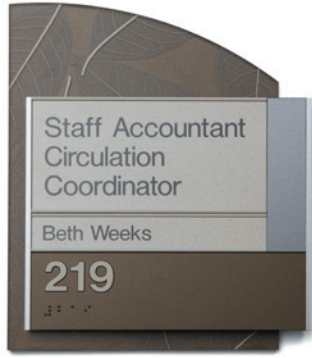 Staff Accountant
Circulation
Coordinator
Beth Weeks
219